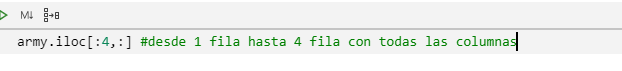 M↓
army.iloc[:4,:] #desde 1 fila hasta 4 fila con todas las columnas